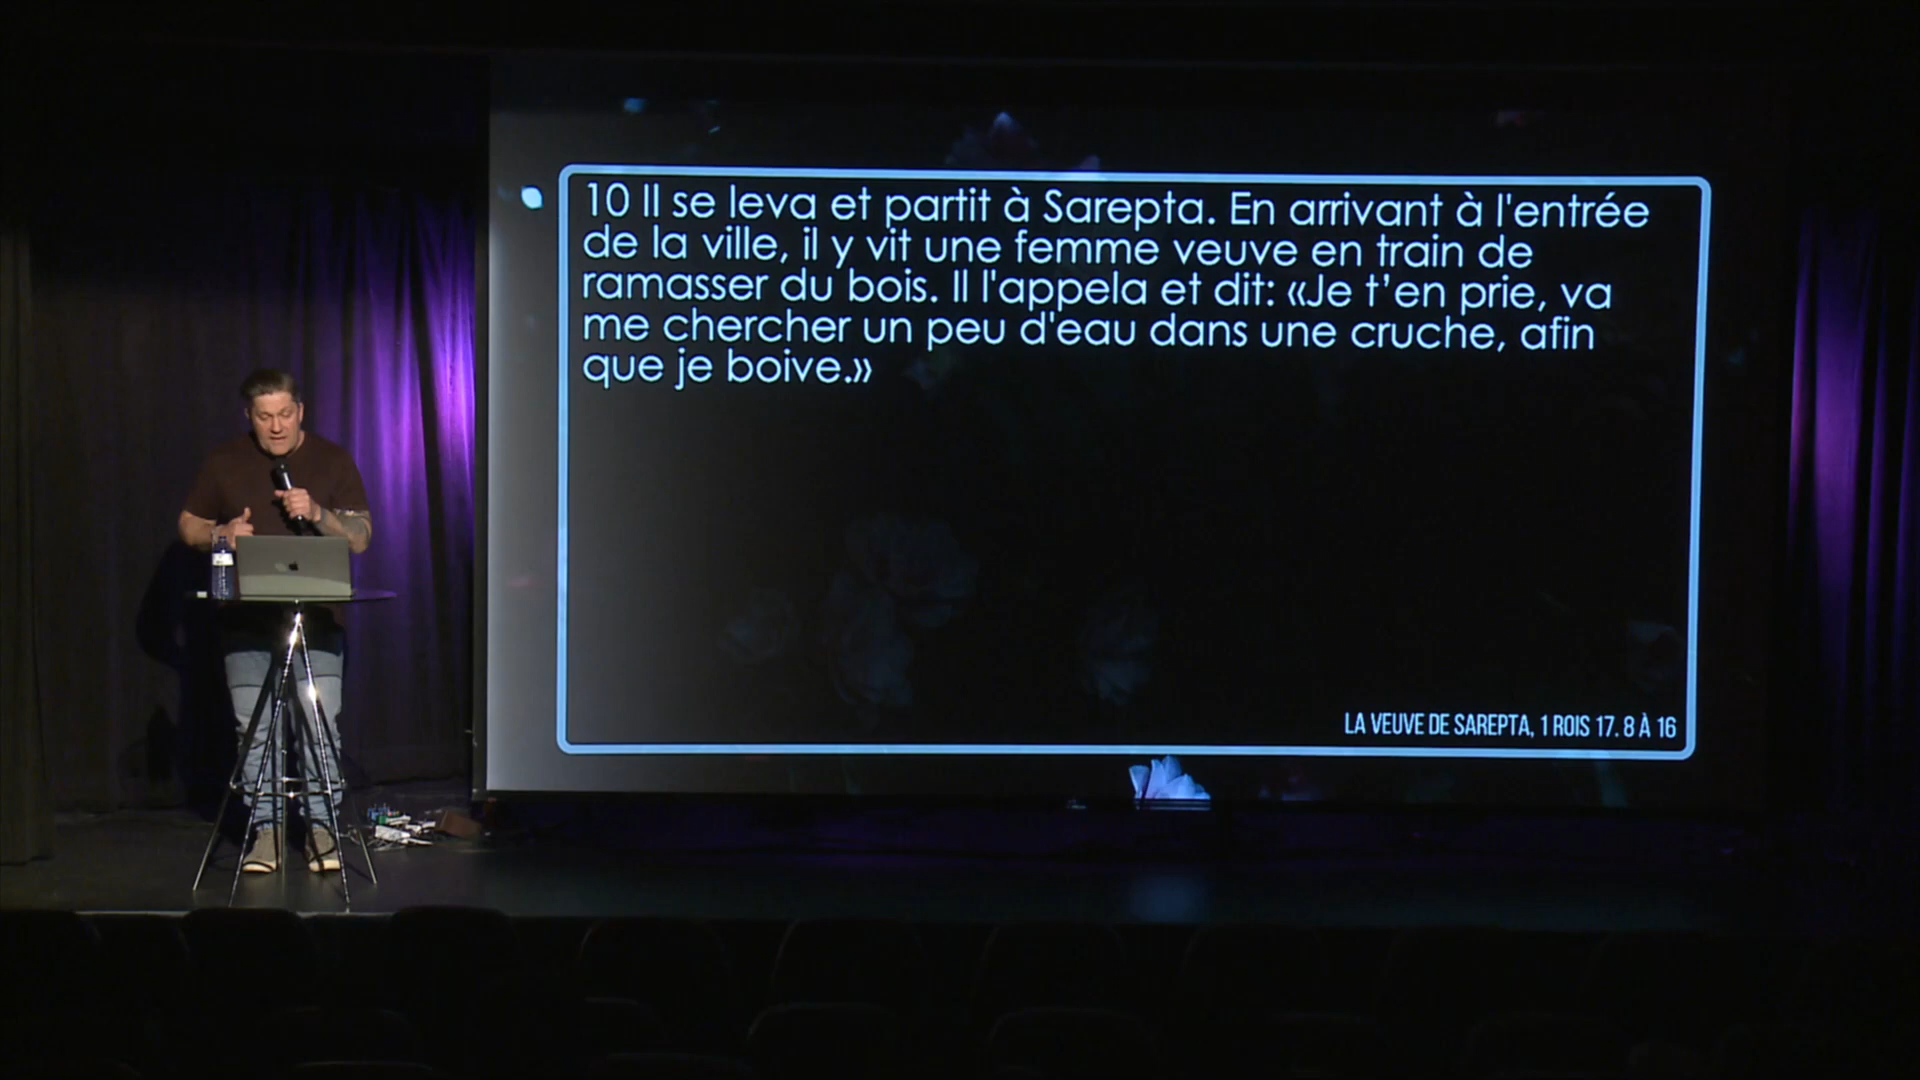 10 Il se leva et partit à Sarepta. En arrivant à l'entrée
de la ville, il y vit une femme veuve en train de
ramasser du bois. Il l'appela et dit: «Je t’en prie, va
me chercher un peu d'eau dans une cruche, afin
que je boive.»
LA VEUVE DE SAREPTA, 1 ROIS 17. 8 À 16